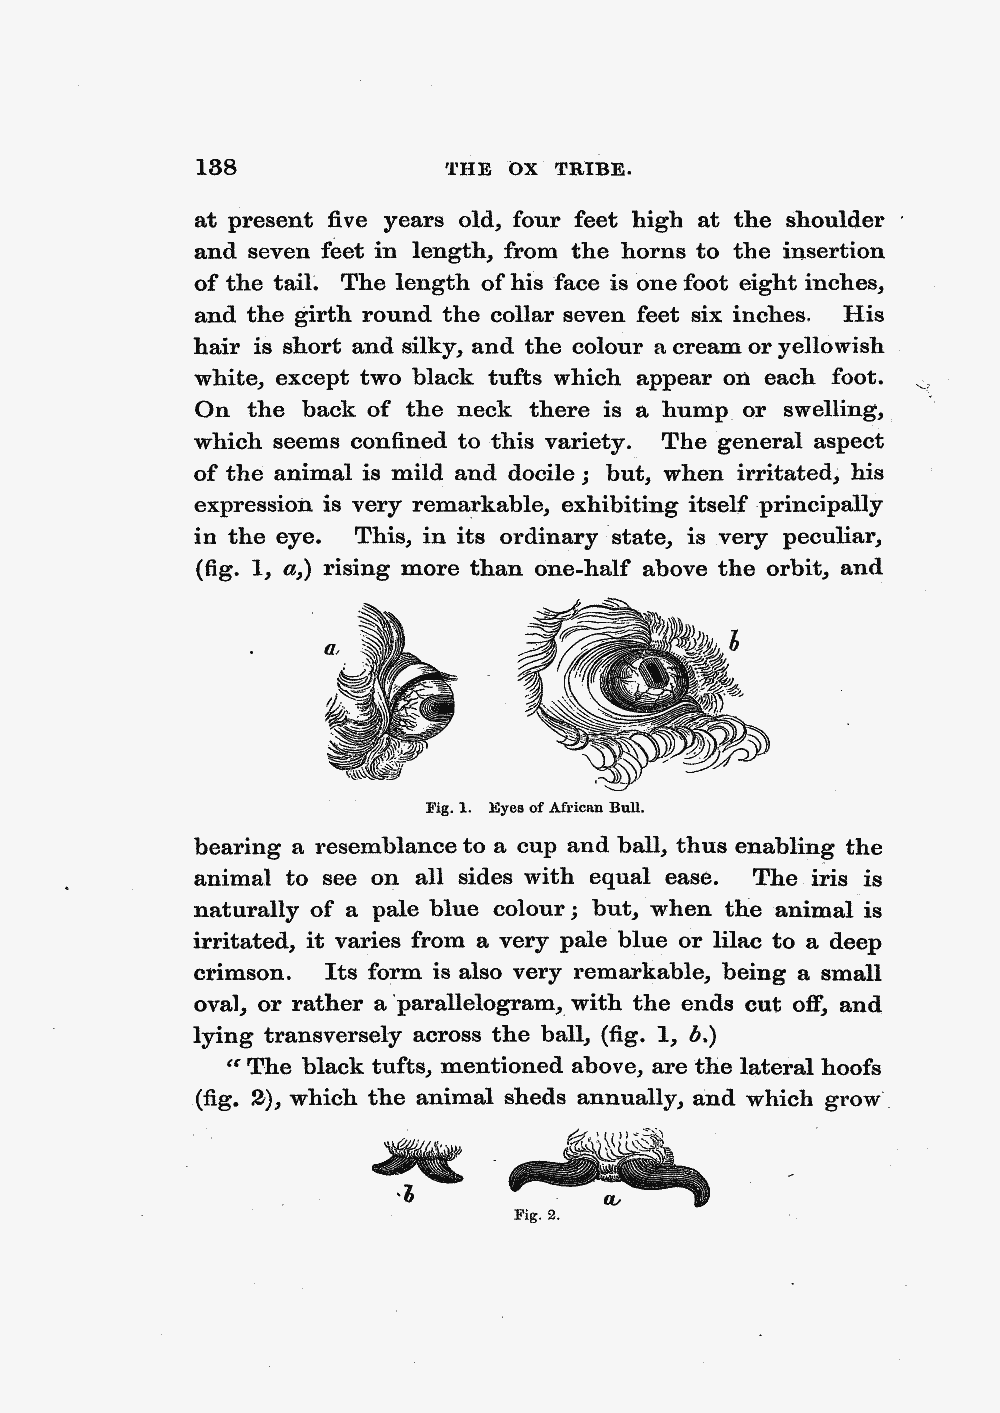 138 THE OX TRIBE.
at present five years old, four feet high at the shoulder
and seven feet in length, from the horns to the insertion
of the tail. The length of his face is one foot eight inches,
and the girth round the collar seven feet six inches. His
hair is short and silky, and the colour a cream or yellowish
white, except two black tufts which appear on each foot.
On the back of the neck there is a hump or swelling,
which seems confined to this variety. The general aspect
of the animal is mild and docile ; but, when irritated, his
expression is very remarkable, exhibiting itself principally
in the eye. This, in its ordinary state, is very peculiar,
(fig. 1, a,) rising more than one-half above the orbit, and
a b
Fig. 1. Eyes of African Bull.
bearing a resemblance to a cup and ball, thus enabling the
animal to see on all sides with equal ease. The iris is
naturally of a pale blue colour ; but, when the animal is
irritated, it varies from a very pale blue or lilac to a deep
crimson. Its form is also very remarkable, being a small
oval, or rather a parallelogram, with the ends cut off, and
lying transversely across the ball, (fig. 1, b.)
“ The black tufts, mentioned above, are the lateral hoofs
(fig. 2), which the animal sheds annually, and which grow
b a
Fig. 2.